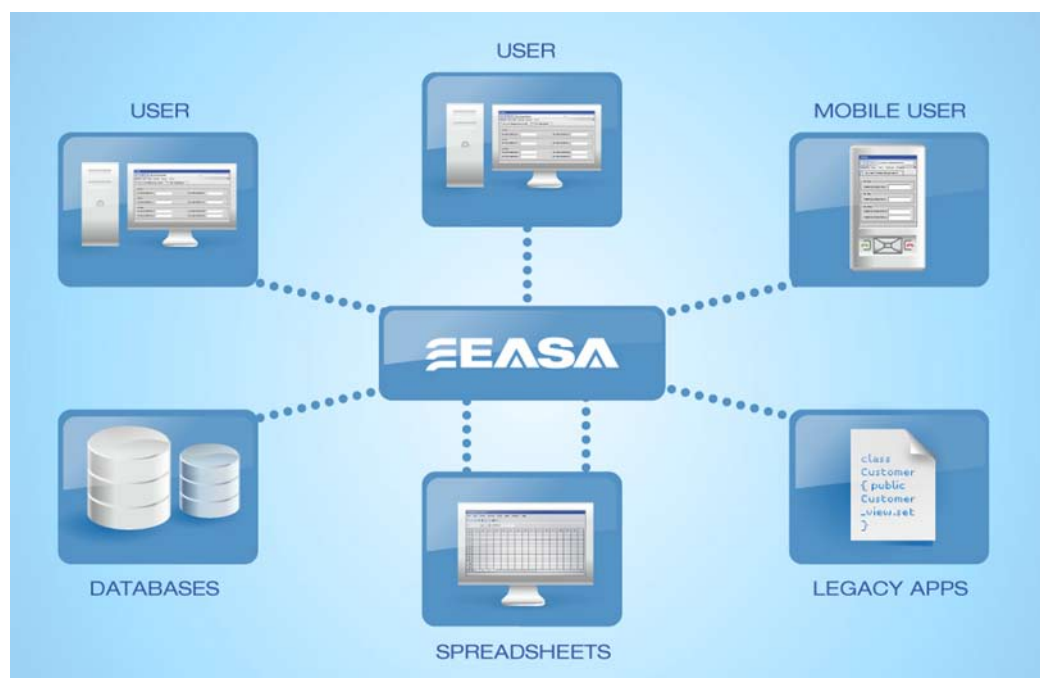 USER
USER
MOBILE USER
EASA
class
Customer
{ public
Customer
_view.set
}
DATABASES
SPREADSHEETS
LEGACY APPS